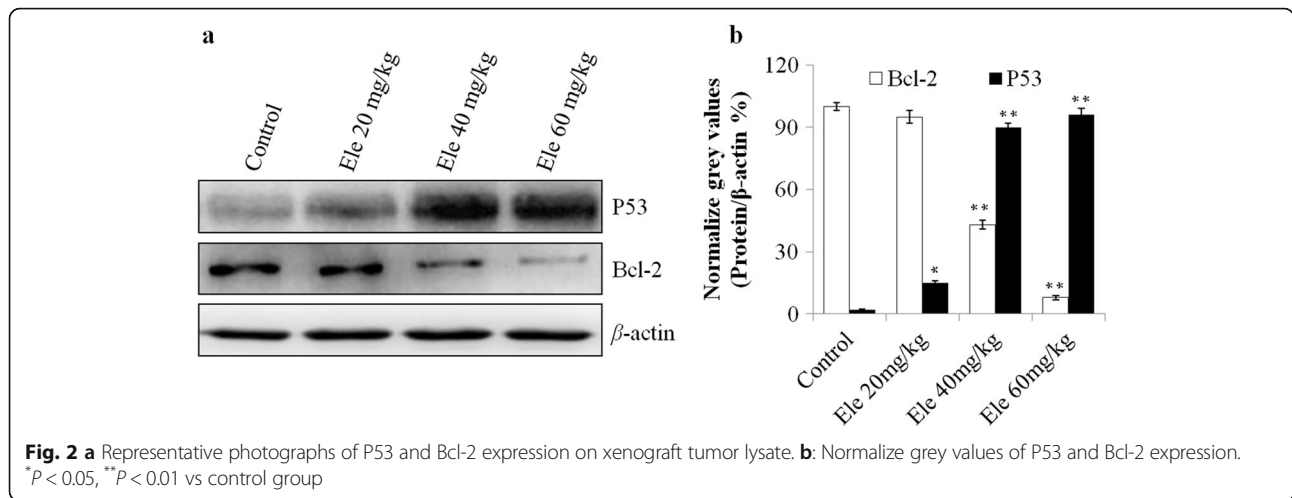 a
Control
Ele 20 mg/kg
Ele 40 mg/kg
Ele 60 mg/kg
P53
Bcl-2
β-actin
b
Normalize grey values
(Protein/β-actin %)
120
90
60
30
0
Bcl-2
P53
*
**
**
**
**
Control
Ele 20mg/kg
Ele 40mg/kg
Ele 60mg/kg
Fig. 2 a Representative photographs of P53 and Bcl-2 expression on xenograft tumor lysate. b: Normalize grey values of P53 and Bcl-2 expression.
*P < 0.05, **P < 0.01 vs control group